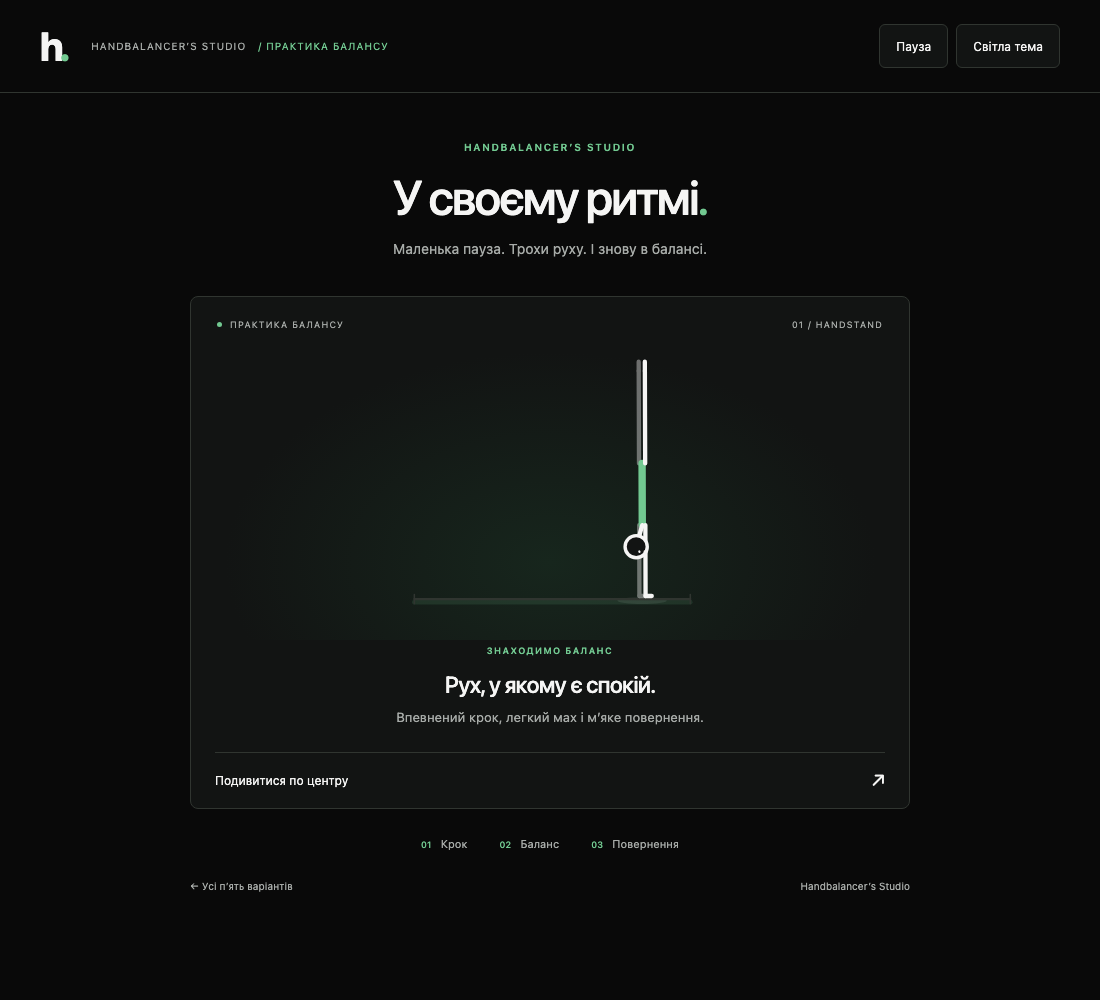 h.
HANDBALANCER'S STUDIO / ПРАКТИКА БАЛАНСУ
Пауза
Світла тема
HANDBALANCER'S STUDIO
У своєму ритмі.
Маленька пауза. Трохи руху. І знову в балансі.
ПРАКТИКА БАЛАНСУ
01 / HANDSTAND
ЗНАХОДИМО БАЛАНС
Рух, у якому є спокій.
Впевнений крок, легкий мах і м'яке повернення.
Подивитися по центру ↗
01 Крок 02 Баланс 03 Повернення
← Усі п'ять варіантів
Handbalancer's Studio